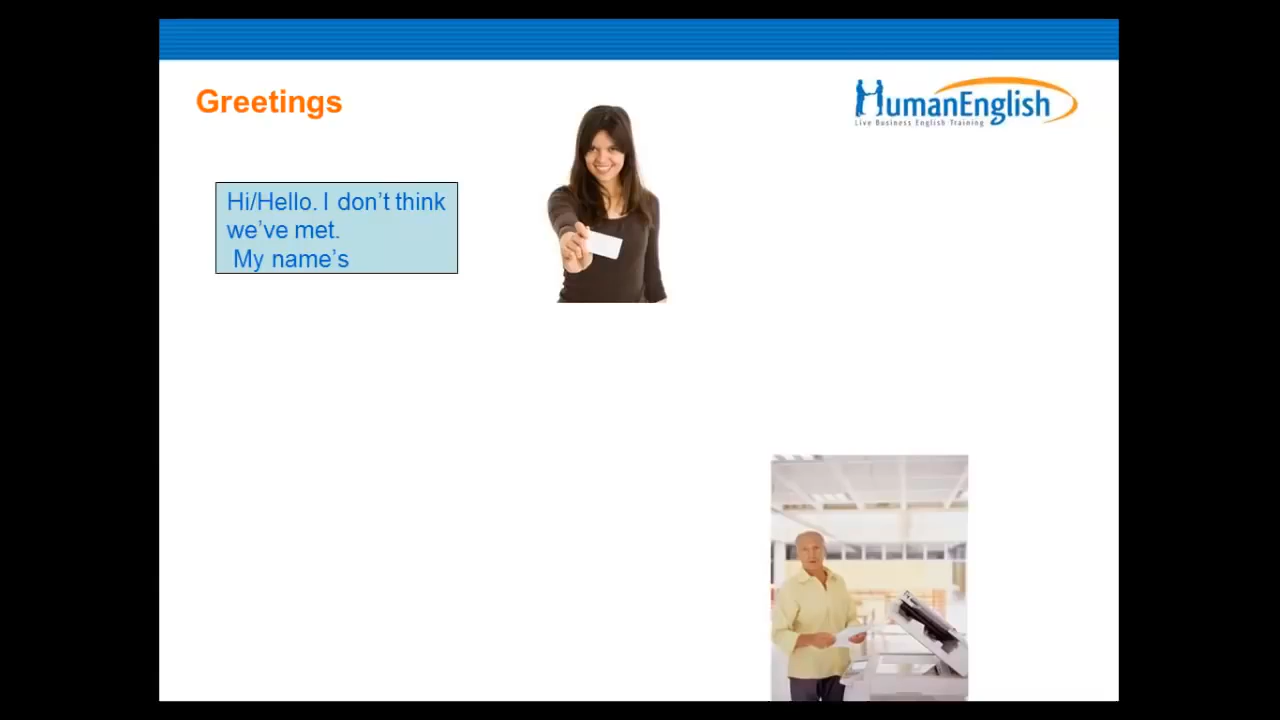 Greetings
HumanEnglish
Live Business English Training
Hi/Hello. I don’t think
we’ve met.
My name’s